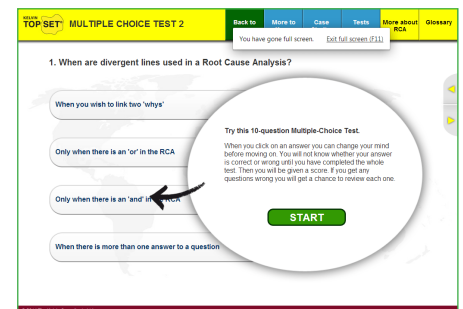 KELVIN
TOP SET MULTIPLE CHOICE TEST 2
Back to
More to
Case
Tests
More about RCA
Glossary
You have gone full screen. Exit full screen (F11)
1. When are divergent lines used in a Root Cause Analysis?
When you wish to link two 'whys'
Only when there is an 'or' in the RCA
Only when there is an 'and' in the RCA
When there is more than one answer to a question
Try this 10-question Multiple-Choice Test.
When you click on an answer you can change your mind
before moving on. You will not know whether your answer
is correct or wrong until you have completed the whole
test. Then you will be given a score. If you get any
questions wrong you will get a chance to review each one.
START